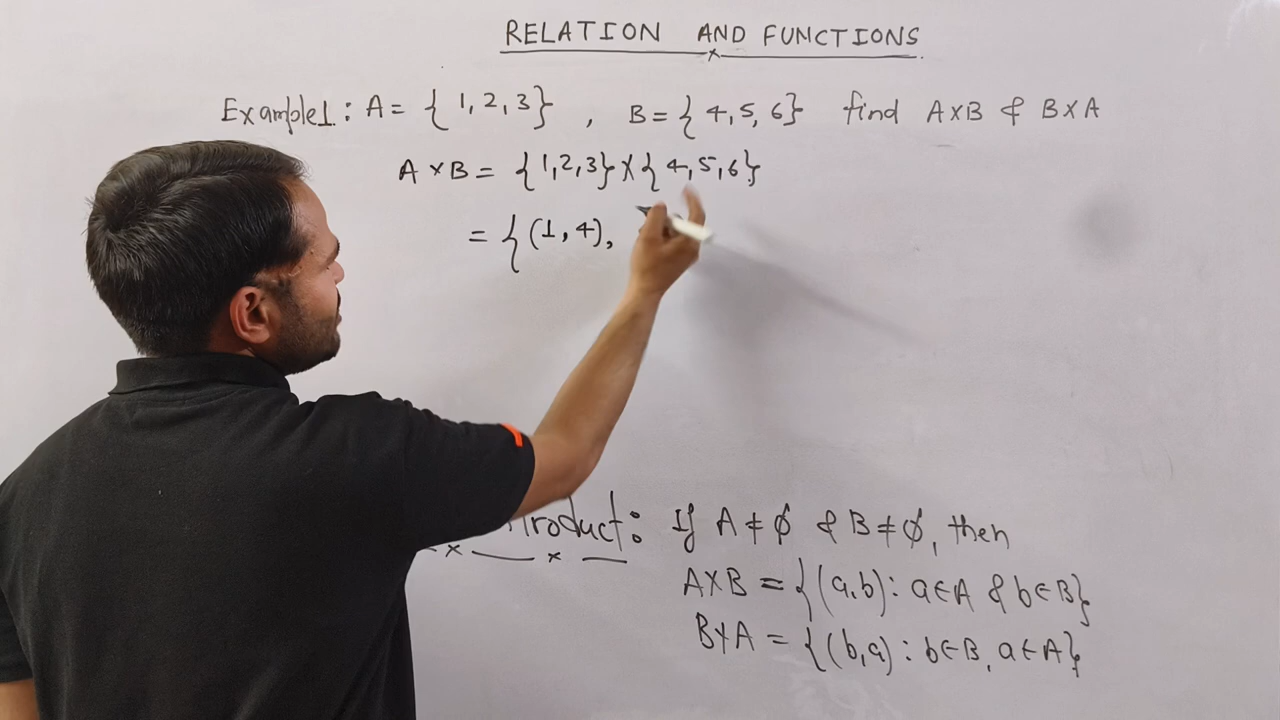 RELATION AND FUNCTIONS
Example1: A = { 1, 2, 3} , B = { 4, 5, 6} find A×B & B×A
A × B = {1,2,3} × { 4,5,6}
= { (1,4),
Product: If A ≠ ϕ & B ≠ ϕ, then
A×B = {(a,b): a∈A & b∈B}
B×A = {(b,a): b∈B, a∈A}